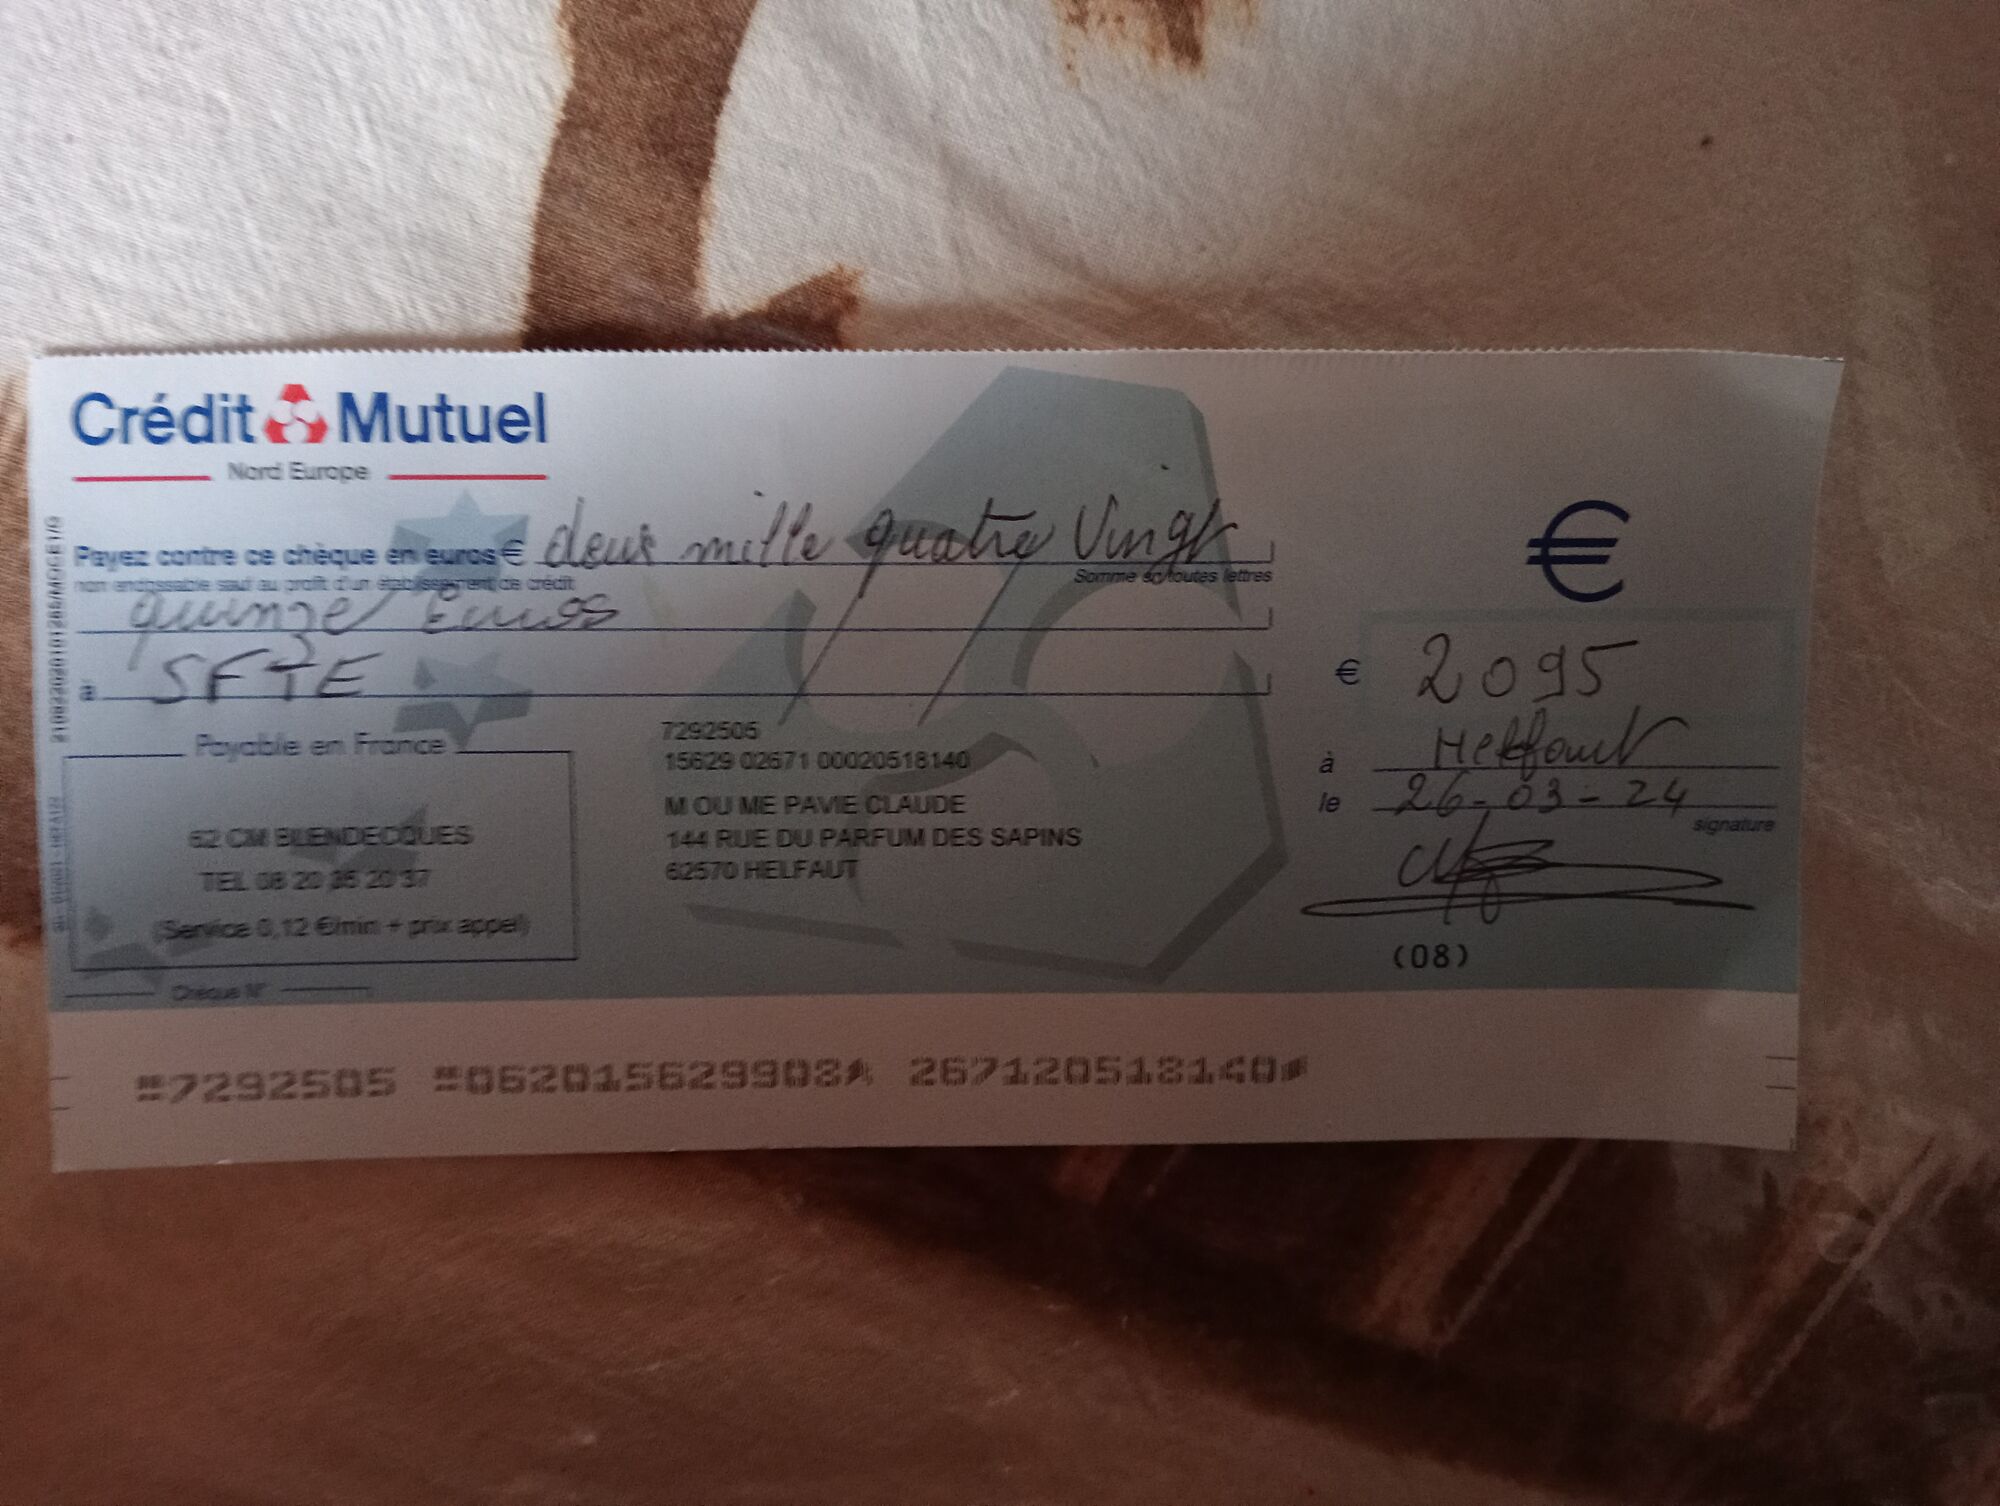 Crédit Mutuel
Nord Europe
Payez contre ce chèque en euros € deux mille quatre Vingt
non endossable sauf au profit d'un établissement de crédit
Somme en toutes lettres
quinze Euros
à SFTE
€
€ 2095
à Helfaut
le 26-03-24
signature
Payable en France
62 CM BLENDECQUES
TEL 08 20 35 20 37
(Service 0,12 €/min + prix appel)
Chèque N°
7292505
15629 02671 00020518140
M OU ME PAVIE CLAUDE
144 RUE DU PARFUM DES SAPINS
62570 HELFAUT
(08)
7292505 062015629908 267120518140